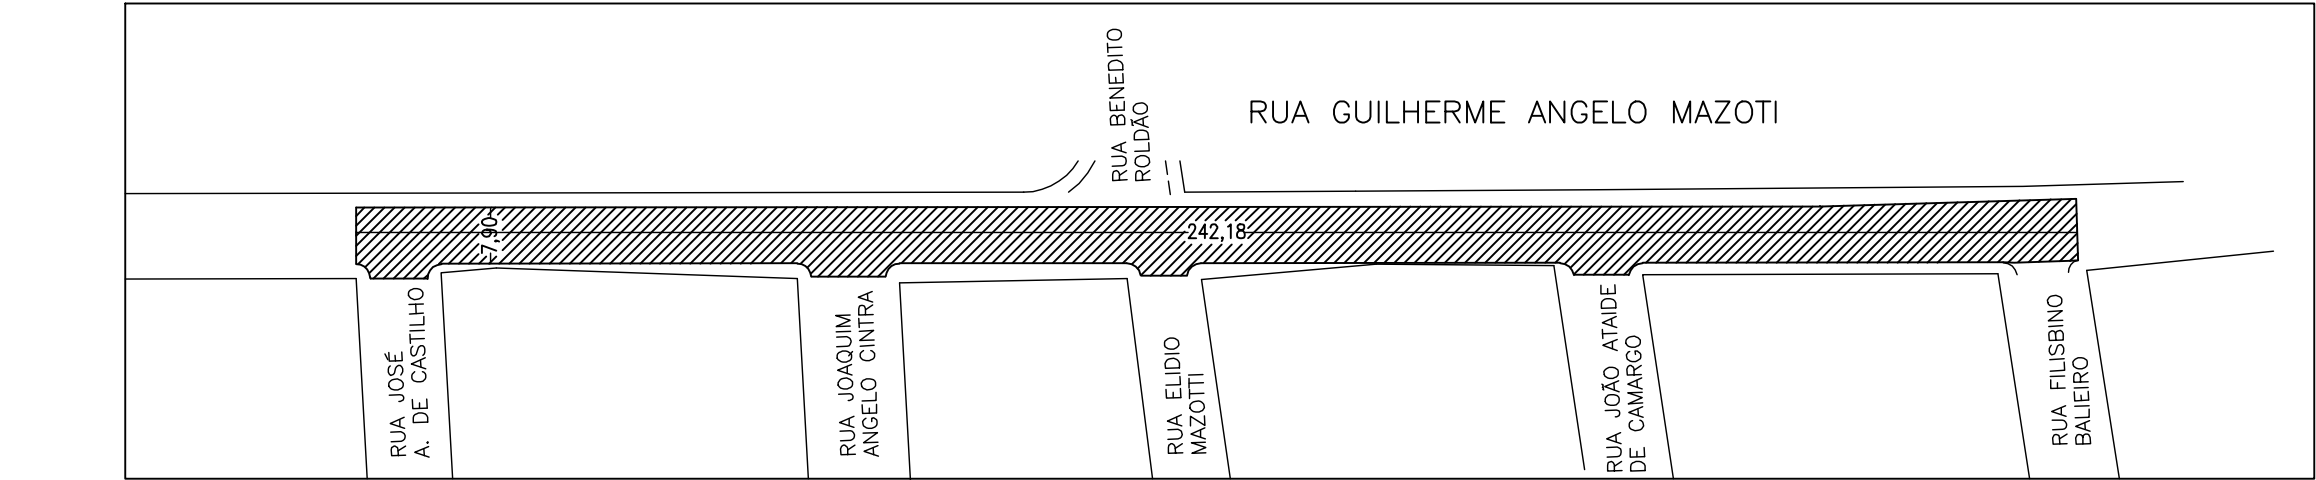 RUA BENEDITO
ROLDÃO
RUA GUILHERME ANGELO MAZOTI
7,90
242,18
RUA JOSÉ
A. DE CASTILHO
RUA JOAQUIM
ANGELO CINTRA
RUA ELIDIO
MAZOTTI
RUA JOÃO ATAIDE
DE CAMARGO
RUA FILISBINO
BALIEIRO